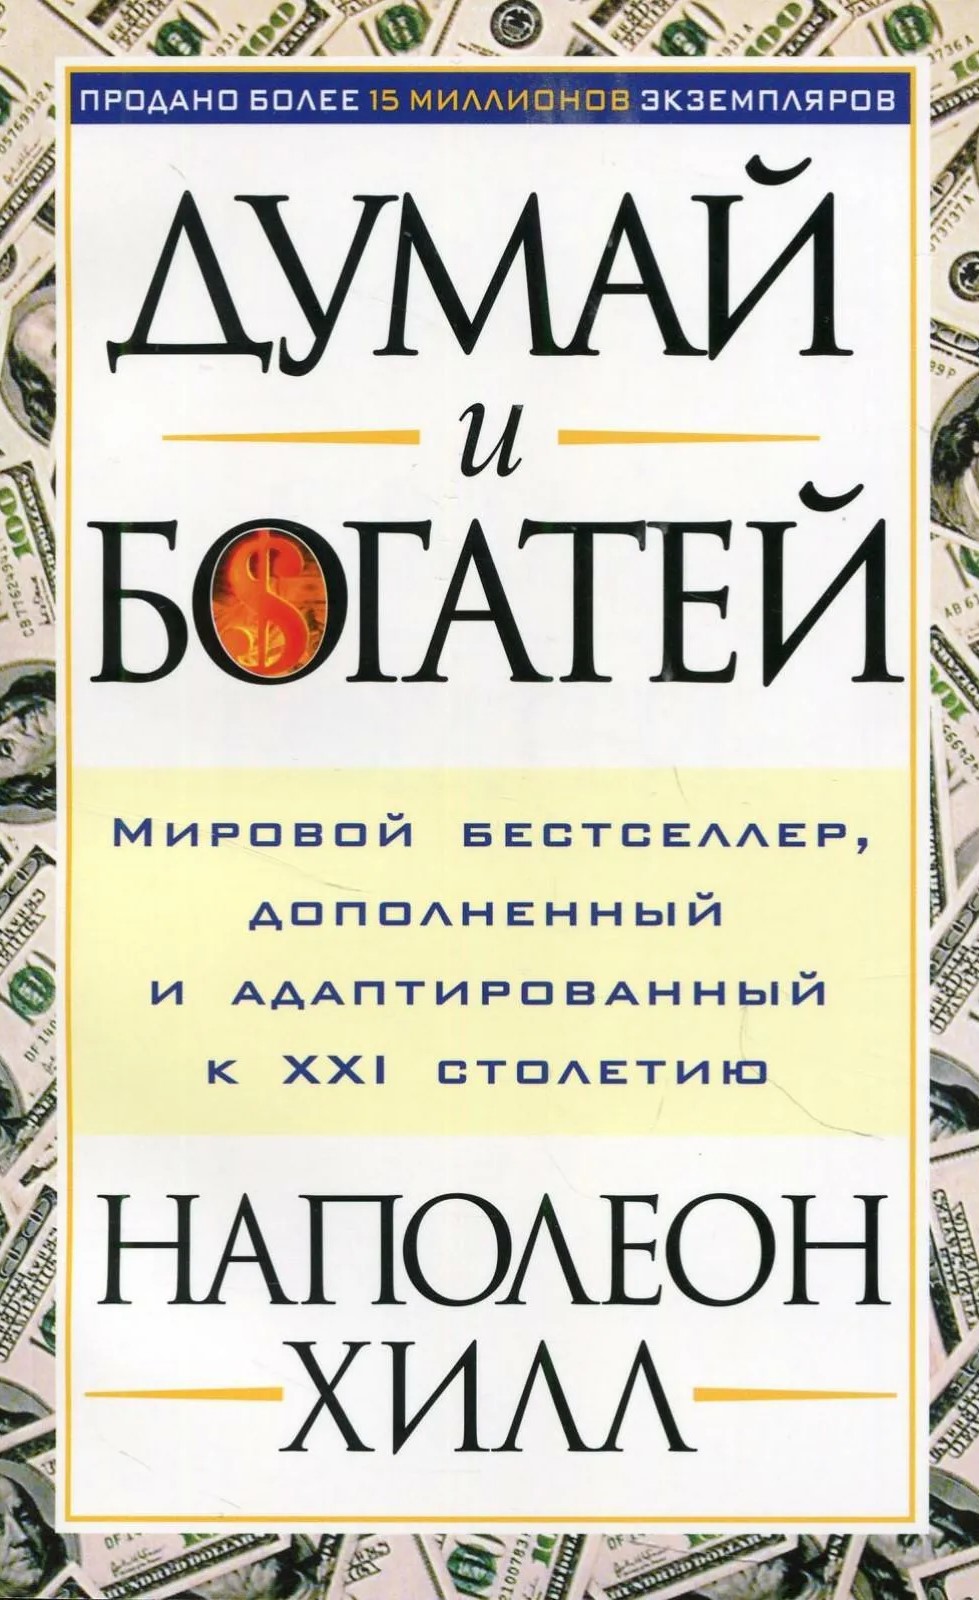 ПРОДАНО БОЛЕЕ 15 МИЛЛИОНОВ ЭКЗЕМПЛЯРОВ
ДУМАЙ
и
БОГАТЕЙ
Мировой бестселлер,
дополненный
и адаптированный
к XXI столетию
НАПОЛЕОН
ХИЛЛ